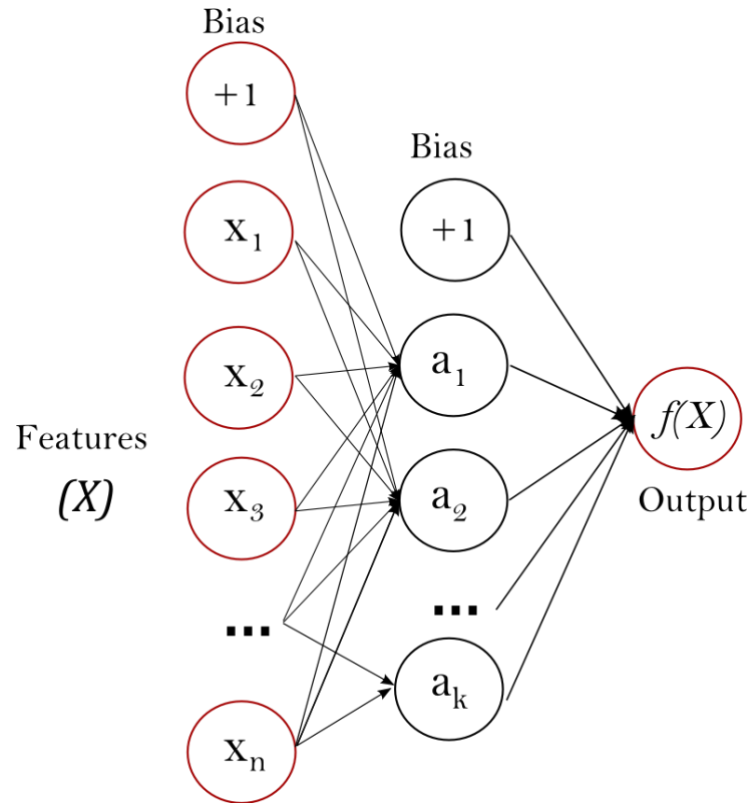 Bias
+1
Bias
x₁
+1
x₂
a₁
Features
(X)
f(X)
x₃
a₂
Output
...
...
xₙ
aₖ